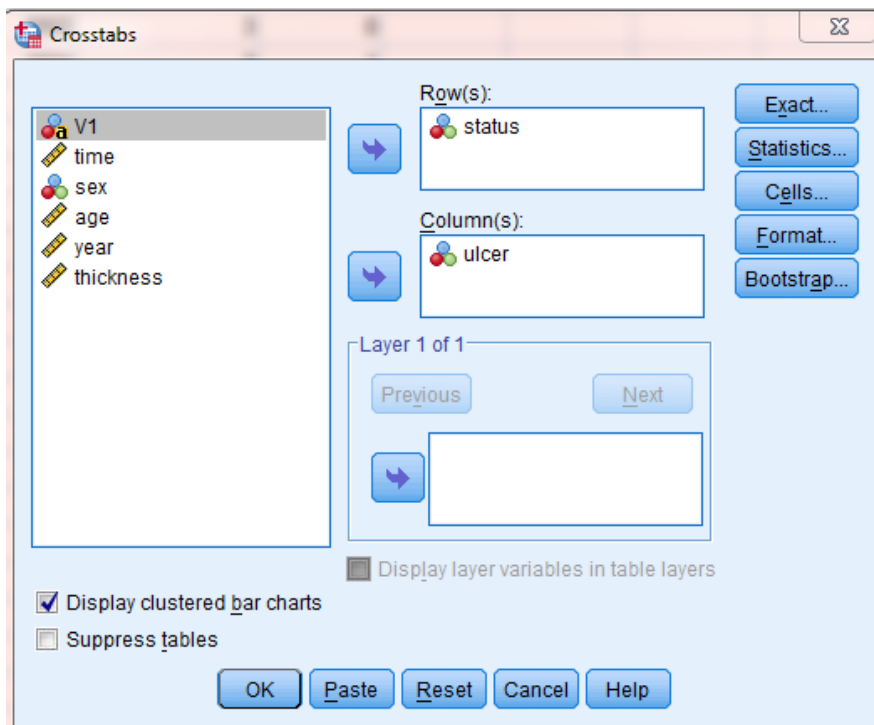 Crosstabs
V1
time
sex
age
year
thickness
Row(s):
status
Column(s):
ulcer
Layer 1 of 1
Previous
Next
Display layer variables in table layers
Exact...
Statistics...
Cells...
Format...
Bootstrap...
Display clustered bar charts
Suppress tables
OK Paste Reset Cancel Help